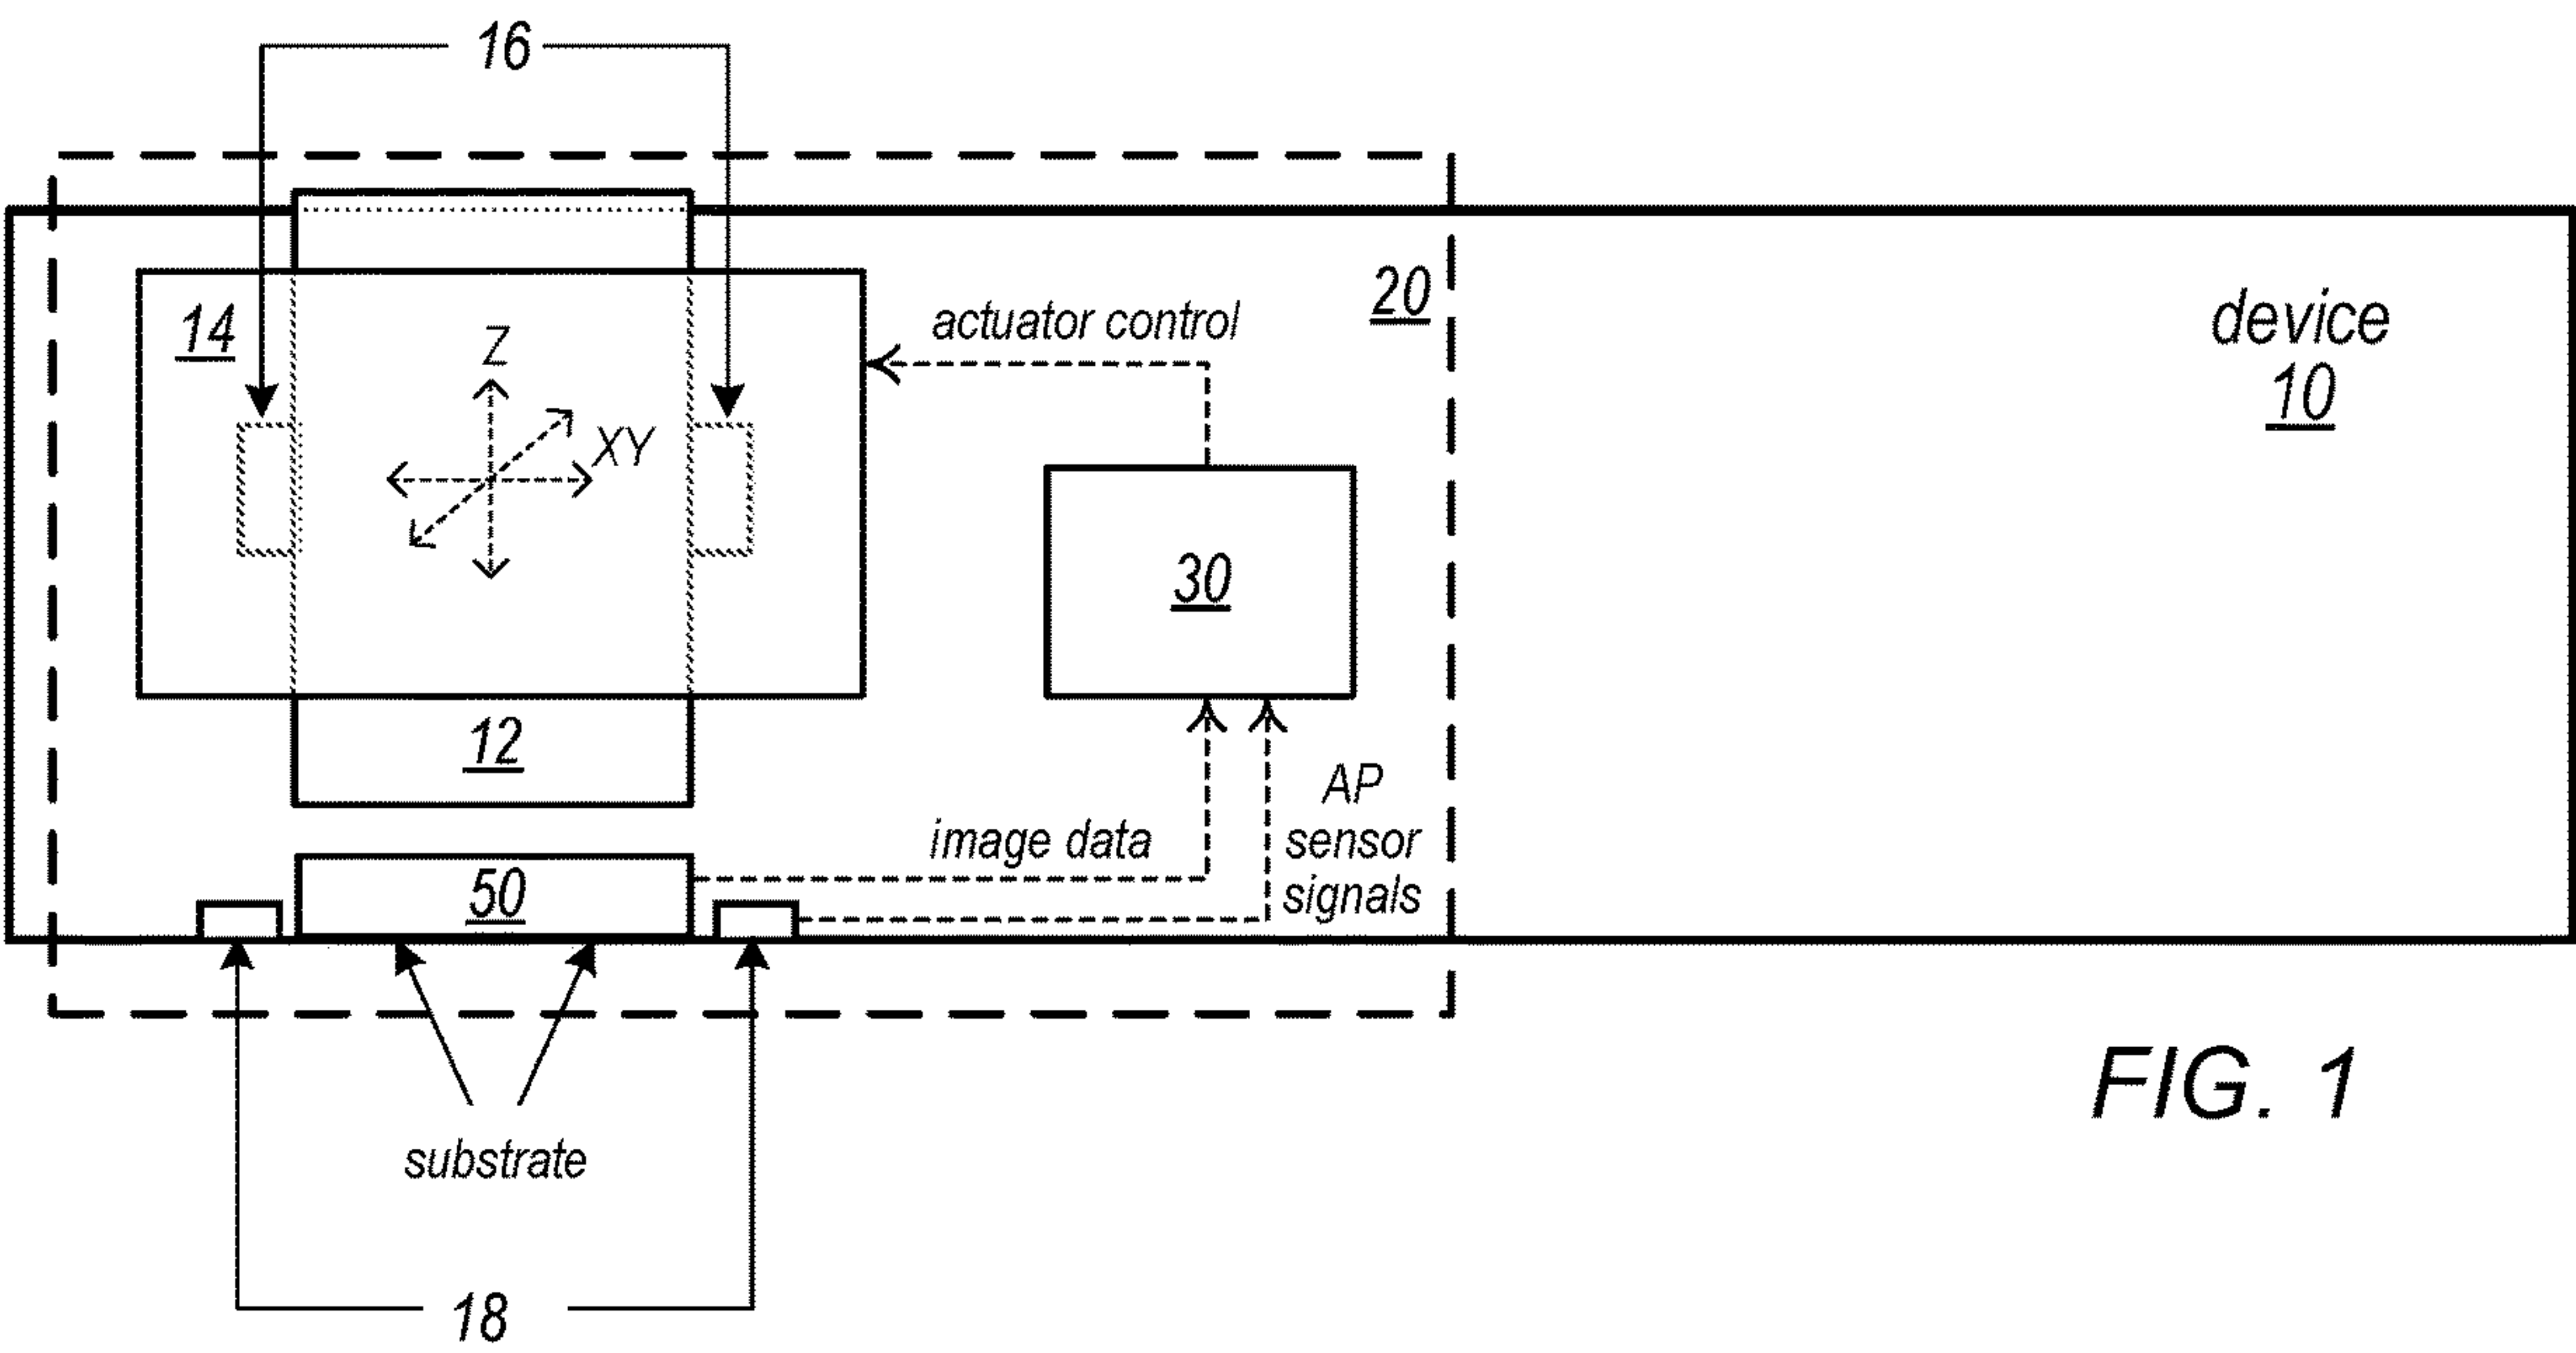 16
20
14
actuator control
device
10
Z
XY
30
12
AP
sensor
signals
image data
50
substrate
FIG. 1
18